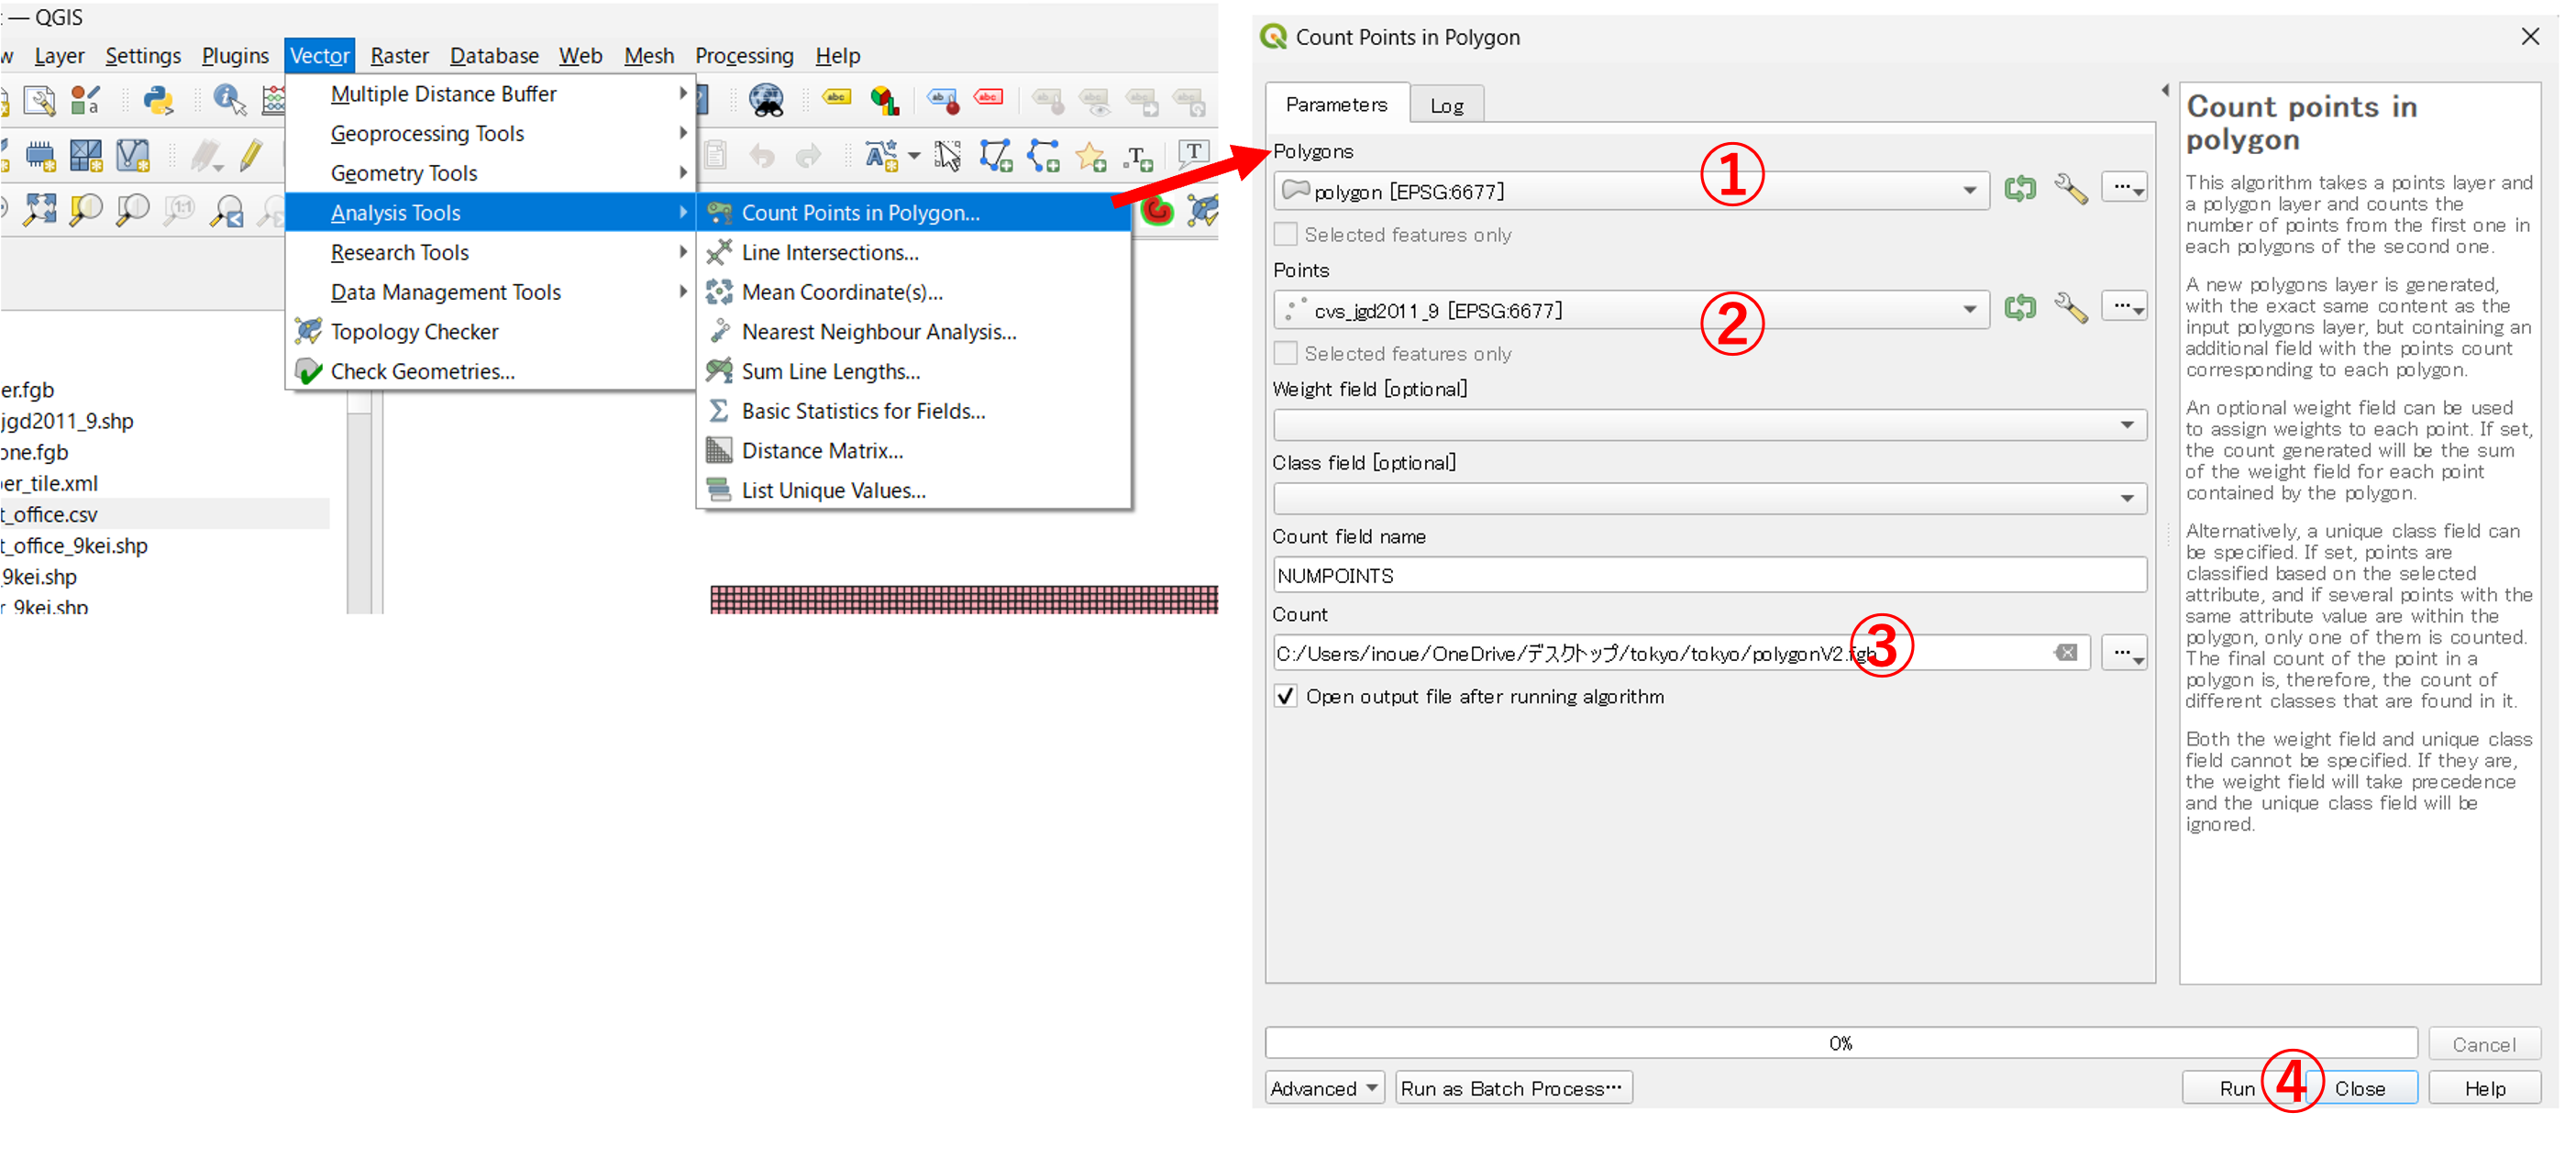 — QGIS
w Layer Settings Plugins Vector Raster Database Web Mesh Processing Help
Multiple Distance Buffer
Geoprocessing Tools
Geometry Tools
Analysis Tools
Research Tools
Data Management Tools
Topology Checker
Check Geometries...
Count Points in Polygon...
Line Intersections...
Mean Coordinate(s)...
Nearest Neighbour Analysis...
Sum Line Lengths...
Basic Statistics for Fields...
Distance Matrix...
List Unique Values...
er.fgb
jgd2011_9.shp
one.fgb
er_tile.xml
t_office.csv
t_office_9kei.shp
_9kei.shp
r_9kei.shp
Count Points in Polygon
Parameters
Log
Polygons
①
polygon [EPSG:6677]
Selected features only
Points
②
cvs_jgd2011_9 [EPSG:6677]
Selected features only
Weight field [optional]
Class field [optional]
Count field name
NUMPOINTS
Count
③
C:/Users/inoue/OneDrive/デスクトップ/tokyo/tokyo/polygonV2.fgb
Open output file after running algorithm
Count points in
polygon
This algorithm takes a points layer and
a polygon layer and counts the
number of points from the first one in
each polygons of the second one.
A new polygons layer is generated,
with the exact same content as the
input polygons layer, but containing an
additional field with the points count
corresponding to each polygon.
An optional weight field can be used
to assign weights to each point. If set,
the count generated will be the sum
of the weight field for each point
contained by the polygon.
Alternatively, a unique class field can
be specified. If set, points are
classified based on the selected
attribute, and if several points with the
same attribute value are within the
polygon, only one of them is counted.
The final count of the point in a
polygon is, therefore, the count of
different classes that are found in it.
Both the weight field and unique class
field cannot be specified. If they are,
the weight field will take precedence
and the unique class field will be
ignored.
0%
Cancel
Advanced
Run as Batch Process…
Run
④
Close
Help